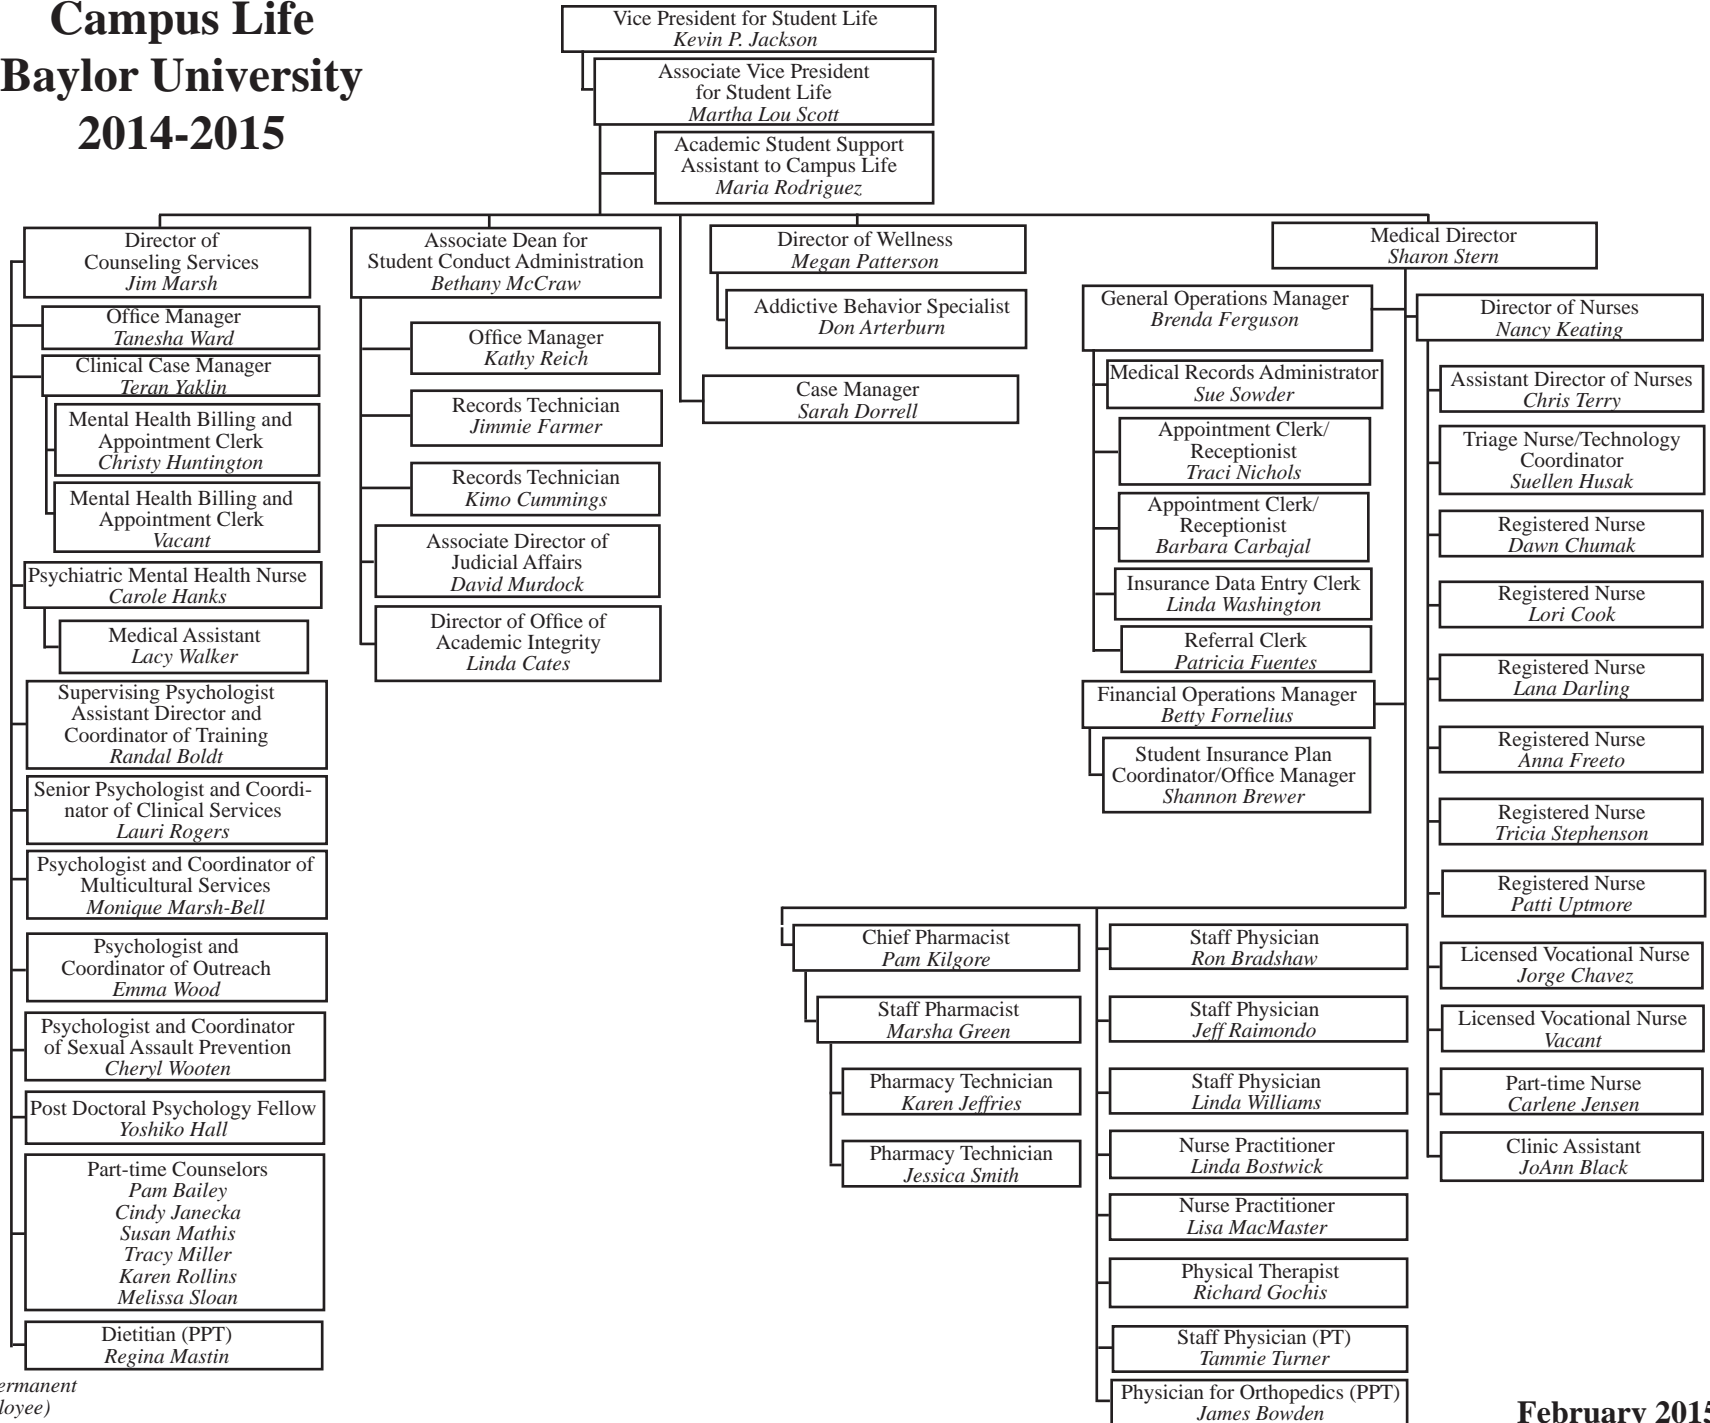 Campus Life
Baylor University
2014-2015
Vice President for Student Life
Kevin P. Jackson
Associate Vice President
for Student Life
Martha Lou Scott
Academic Student Support
Assistant to Campus Life
Maria Rodriguez
Director of
Counseling Services
Jim Marsh
Office Manager
Tanesha Ward
Clinical Case Manager
Teran Yaklin
Mental Health Billing and
Appointment Clerk
Christy Huntington
Mental Health Billing and
Appointment Clerk
Vacant
Psychiatric Mental Health Nurse
Carole Hanks
Medical Assistant
Lacy Walker
Supervising Psychologist
Assistant Director and
Coordinator of Training
Randal Boldt
Senior Psychologist and Coordi-
nator of Clinical Services
Lauri Rogers
Psychologist and Coordinator of
Multicultural Services
Monique Marsh-Bell
Psychologist and
Coordinator of Outreach
Emma Wood
Psychologist and Coordinator
of Sexual Assault Prevention
Cheryl Wooten
Post Doctoral Psychology Fellow
Yoshiko Hall
Part-time Counselors
Pam Bailey
Cindy Janecka
Susan Mathis
Tracy Miller
Karen Rollins
Melissa Sloan
Dietitian (PPT)
Regina Mastin
ermanent
loyee)
Associate Dean for
Student Conduct Administration
Bethany McCraw
Office Manager
Kathy Reich
Records Technician
Jimmie Farmer
Records Technician
Kimo Cummings
Associate Director of
Judicial Affairs
David Murdock
Director of Office of
Academic Integrity
Linda Cates
Director of Wellness
Megan Patterson
Addictive Behavior Specialist
Don Arterburn
Case Manager
Sarah Dorrell
Medical Director
Sharon Stern
General Operations Manager
Brenda Ferguson
Medical Records Administrator
Sue Sowder
Appointment Clerk/
Receptionist
Traci Nichols
Appointment Clerk/
Receptionist
Barbara Carbajal
Insurance Data Entry Clerk
Linda Washington
Referral Clerk
Patricia Fuentes
Financial Operations Manager
Betty Fornelius
Student Insurance Plan
Coordinator/Office Manager
Shannon Brewer
Chief Pharmacist
Pam Kilgore
Staff Pharmacist
Marsha Green
Pharmacy Technician
Karen Jeffries
Pharmacy Technician
Jessica Smith
Staff Physician
Ron Bradshaw
Staff Physician
Jeff Raimondo
Staff Physician
Linda Williams
Nurse Practitioner
Linda Bostwick
Nurse Practitioner
Lisa MacMaster
Physical Therapist
Richard Gochis
Staff Physician (PT)
Tammie Turner
Physician for Orthopedics (PPT)
James Bowden
Director of Nurses
Nancy Keating
Assistant Director of Nurses
Chris Terry
Triage Nurse/Technology
Coordinator
Suellen Husak
Registered Nurse
Dawn Chumak
Registered Nurse
Lori Cook
Registered Nurse
Lana Darling
Registered Nurse
Anna Freeto
Registered Nurse
Tricia Stephenson
Registered Nurse
Patti Uptmore
Licensed Vocational Nurse
Jorge Chavez
Licensed Vocational Nurse
Vacant
Part-time Nurse
Carlene Jensen
Clinic Assistant
JoAnn Black
February 2015